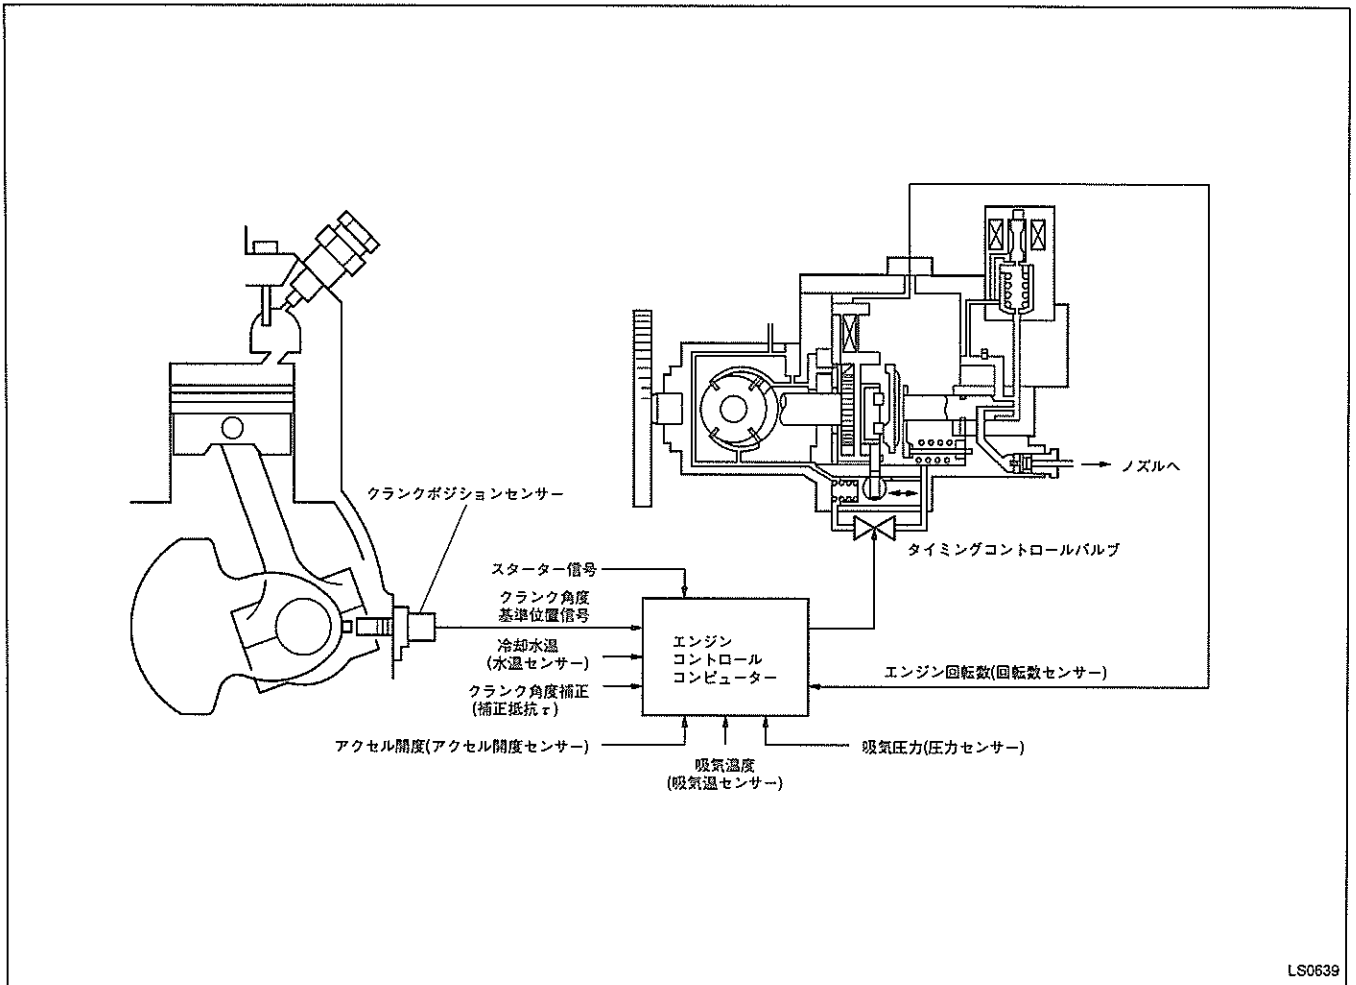 クランクポジションセンサー
ノズルへ
タイミングコントロールバルブ
スターター信号
クランク角度
基準位置信号
冷却水温
(水温センサー)
クランク角度補正
(補正抵抗τ)
エンジン
コントロール
コンピューター
エンジン回転数(回転数センサー)
アクセル開度(アクセル開度センサー)
吸気温度
(吸気温センサー)
吸気圧力(圧力センサー)
LS0639